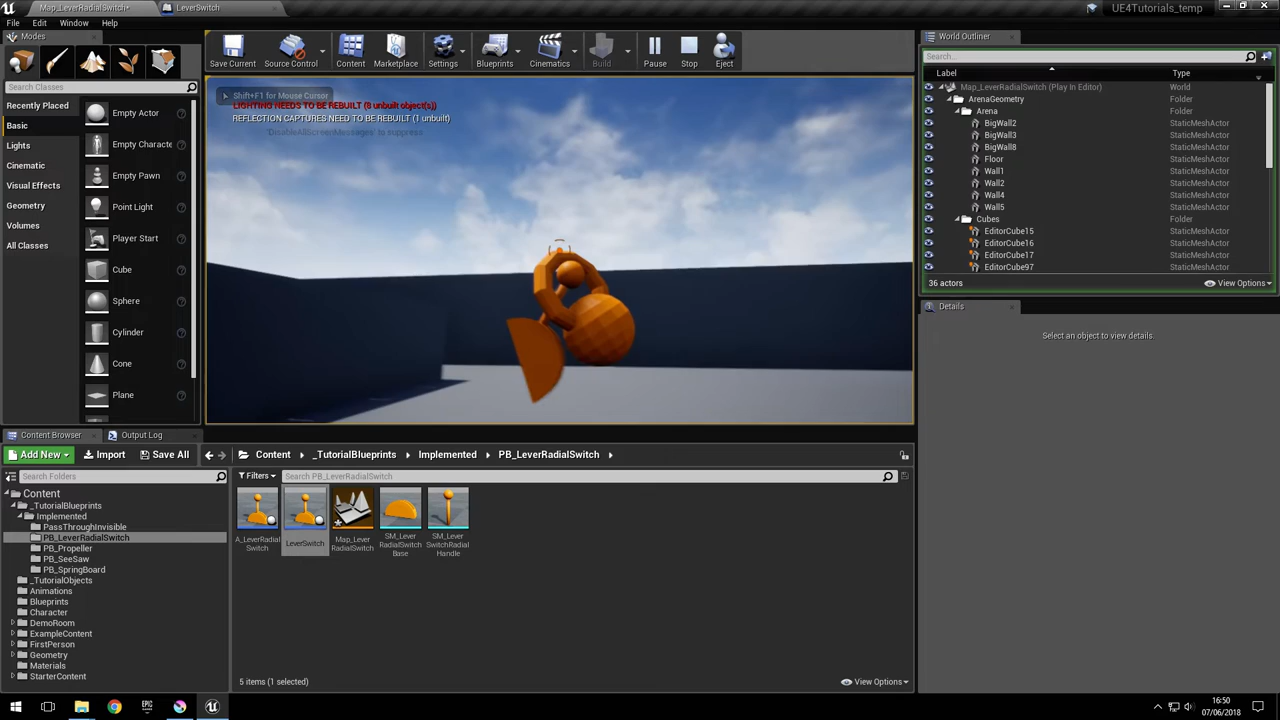 Map_LeverRadialSwitch*
LeverSwitch
UE4Tutorials_temp
File
Edit
Window
Help
Modes
Search Classes
Recently Placed
Basic
Lights
Cinematic
Visual Effects
Geometry
Volumes
All Classes
Empty Actor
Empty Characte
Empty Pawn
Point Light
Player Start
Cube
Sphere
Cylinder
Cone
Plane
Save Current
Source Control
Content
Marketplace
Settings
Blueprints
Cinematics
Build
Pause
Stop
Eject
Shift+F1 for Mouse Cursor
LIGHTING NEEDS TO BE REBUILT (8 unbuilt object(s))
REFLECTION CAPTURES NEED TO BE REBUILT (1 unbuilt)
'DisableAllScreenMessages' to suppress
World Outliner
Search...
Label Type
Map_LeverRadialSwitch (Play In Editor) World
ArenaGeometry Folder
Arena Folder
BigWall2 StaticMeshActor
BigWall3 StaticMeshActor
BigWall8 StaticMeshActor
Floor StaticMeshActor
Wall1 StaticMeshActor
Wall2 StaticMeshActor
Wall4 StaticMeshActor
Wall5 StaticMeshActor
Cubes Folder
EditorCube15 StaticMeshActor
EditorCube16 StaticMeshActor
EditorCube17 StaticMeshActor
EditorCube97 StaticMeshActor
36 actors
View Options
Details
Select an object to view details.
Content Browser
Output Log
Add New
Import
Save All
Content
_TutorialBlueprints
Implemented
PB_LeverRadialSwitch
Search Folders
Filters
Search PB_LeverRadialSwitch
Content
_TutorialBlueprints
Implemented
PassThroughInvisible
PB_LeverRadialSwitch
PB_Propeller
PB_SeeSaw
PB_SpringBoard
_TutorialObjects
Animations
Blueprints
Character
DemoRoom
ExampleContent
FirstPerson
Geometry
Materials
StarterContent
A_LeverRadial
Switch
LeverSwitch
Map_Lever
RadialSwitch
SM_Lever
RadialSwitch
Base
SM_Lever
SwitchRadial
Handle
5 items (1 selected)
View Options
EPIC
16:50
07/06/2018